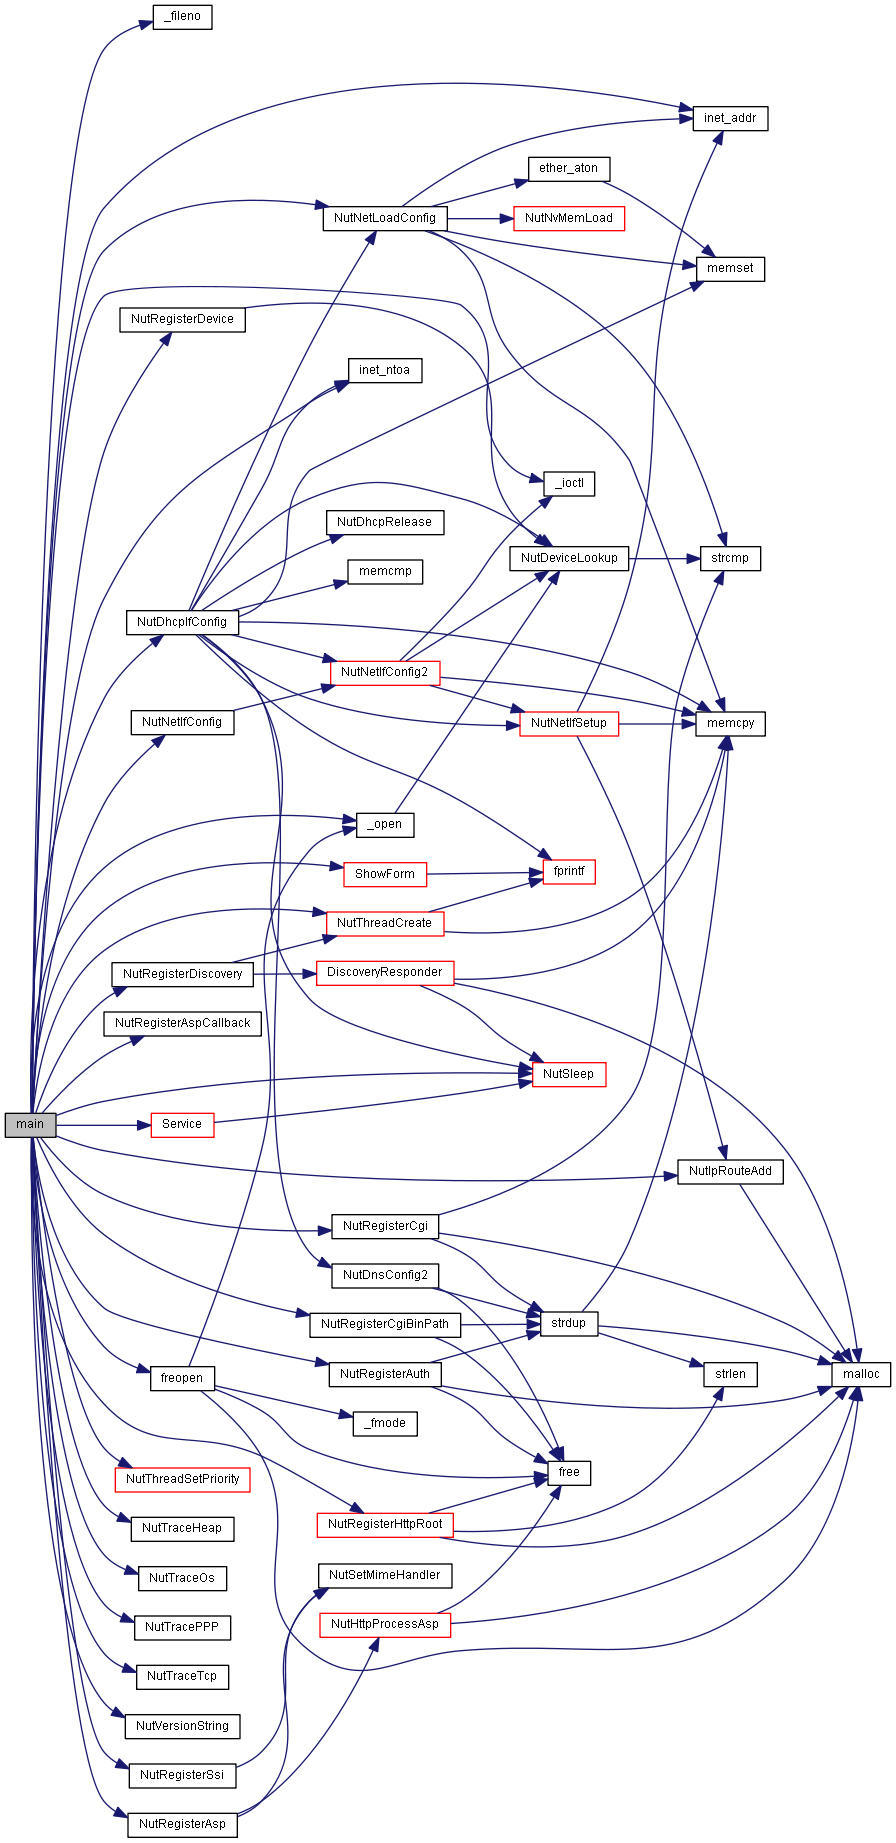 _fileno
inet_addr
ether_aton
NutNetLoadConfig
NutNvMemLoad
memset
NutRegisterDevice
inet_ntoa
_ioctl
NutDhcpRelease
NutDeviceLookup
strcmp
memcmp
NutDhcpIfConfig
NutNetIfConfig2
NutNetIfConfig
NutNetIfSetup
memcpy
_open
ShowForm
fprintf
NutThreadCreate
NutRegisterDiscovery
DiscoveryResponder
NutRegisterAspCallback
NutSleep
main
Service
NutIpRouteAdd
NutRegisterCgi
NutDnsConfig2
NutRegisterCgiBinPath
strdup
freopen
NutRegisterAuth
strlen
malloc
_fmode
NutThreadSetPriority
free
NutTraceHeap
NutRegisterHttpRoot
NutTraceOs
NutSetMimeHandler
NutTracePPP
NutHttpProcessAsp
NutTraceTcp
NutVersionString
NutRegisterSsi
NutRegisterAsp